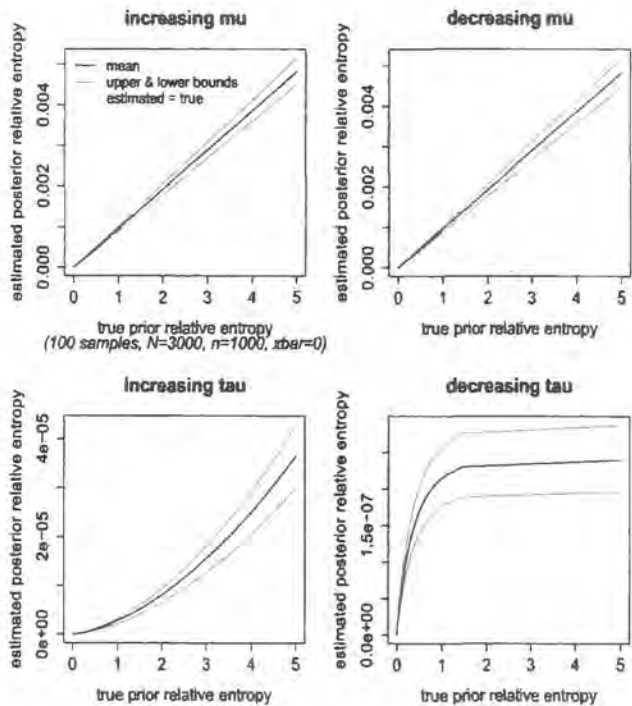 increasing mu
estimated posterior relative entropy
0.000 0.002 0.004
mean
upper & lower bounds
estimated = true
0 1 2 3 4 5
true prior relative entropy
(100 samples, N=3000, n=1000, xbar=0)
decreasing mu
estimated posterior relative entropy
0.000 0.002 0.004
0 1 2 3 4 5
true prior relative entropy
increasing tau
estimated posterior relative entropy
0e+00 2e-05 4e-05
0 1 2 3 4 5
true prior relative entropy
decreasing tau
estimated posterior relative entropy
0.0e+00 1.5e-07
0 1 2 3 4 5
true prior relative entropy